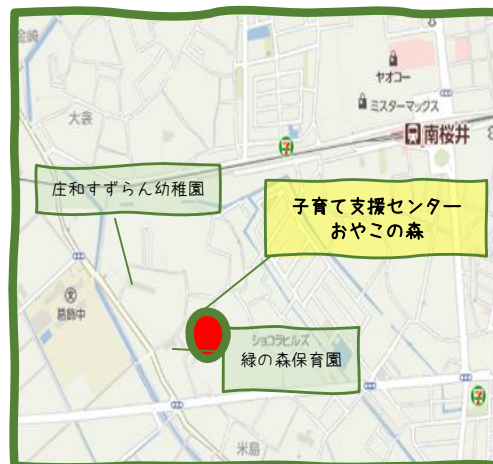 金崎
ヤオコー
ミスターマックス
大衾
南桜井
庄和すずらん幼稚園
子育て支援センター
おやこの森
文
葛飾中
ショコラヒルズ
緑の森保育園
米島